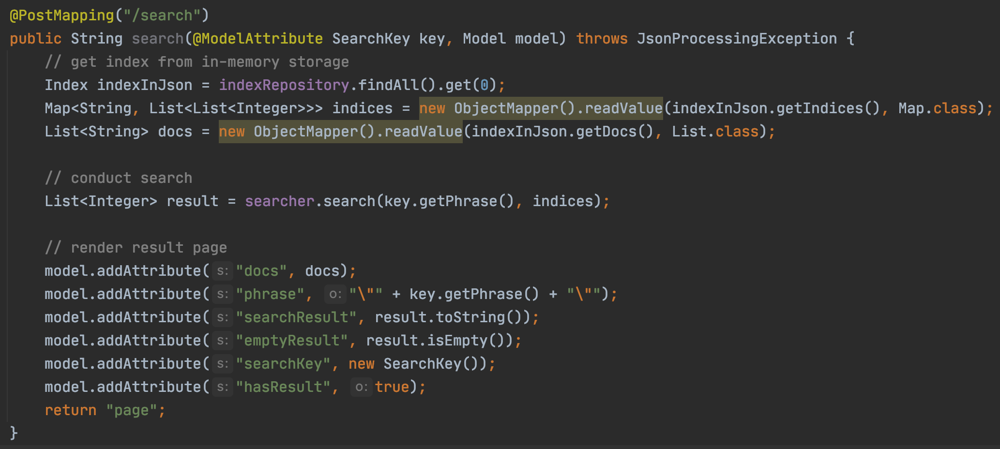 @PostMapping("/search")
public String search(@ModelAttribute SearchKey key, Model model) throws JsonProcessingException {
    // get index from in-memory storage
    Index indexInJson = indexRepository.findAll().get(0);
    Map<String, List<List<Integer>>> indices = new ObjectMapper().readValue(indexInJson.getIndices(), Map.class);
    List<String> docs = new ObjectMapper().readValue(indexInJson.getDocs(), List.class);

    // conduct search
    List<Integer> result = searcher.search(key.getPhrase(), indices);

    // render result page
    model.addAttribute( s: "docs", docs);
    model.addAttribute( s: "phrase", o: "\"" + key.getPhrase() + "\"");
    model.addAttribute( s: "searchResult", result.toString());
    model.addAttribute( s: "emptyResult", result.isEmpty());
    model.addAttribute( s: "searchKey", new SearchKey());
    model.addAttribute( s: "hasResult", o: true);
    return "page";
}